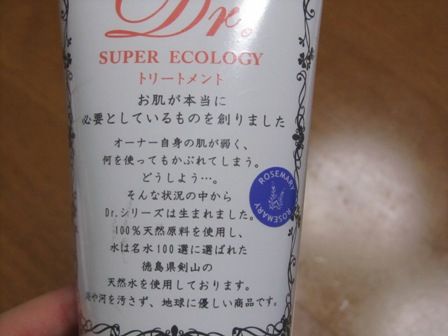 Dr.
SUPER ECOLOGY
トリートメント
お肌が本当に
必要としているものを創りました
オーナー自身の肌が弱く、
何を使ってもかぶれてしまう。
どうしよう…。
そんな状況の中から
Dr.シリーズは生まれました。
100%天然原料を使用し、
水は名水100選に選ばれた
徳島県剣山の
天然水を使用しております。
や河を汚さず、地球に優しい商品です。
ROSEMARY
ROSEMARY